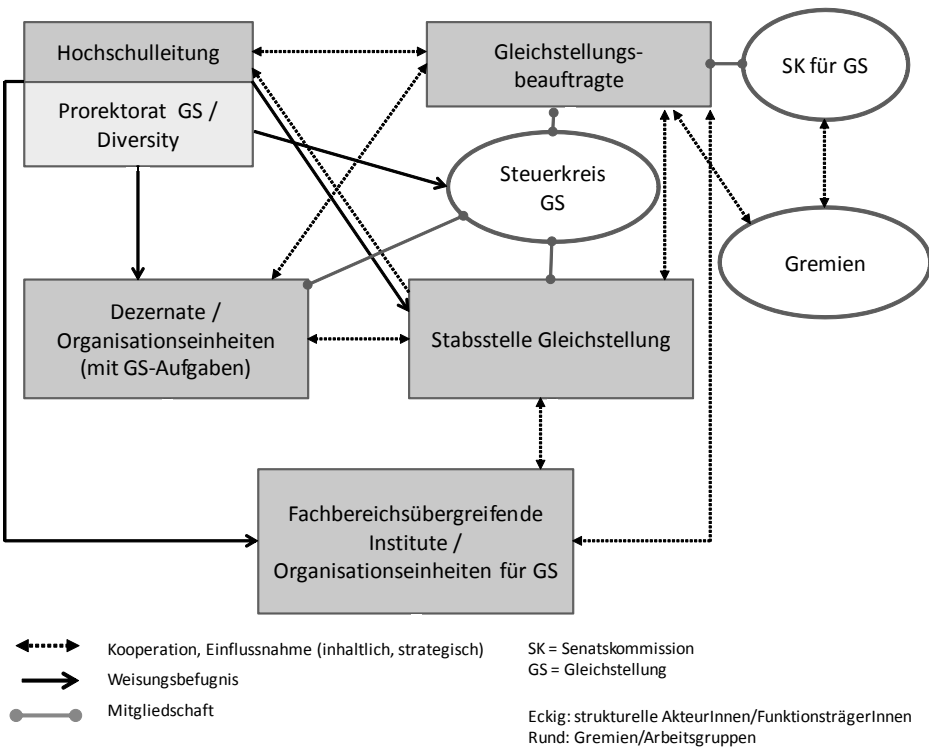 Hochschulleitung
Prorektorat GS /
Diversity
Gleichstellungs-
beauftragte
SK für GS
Steuerkreis
GS
Gremien
Dezernate /
Organisationseinheiten
(mit GS-Aufgaben)
Stabsstelle Gleichstellung
Fachbereichsübergreifende
Institute /
Organisationseinheiten für GS
Kooperation, Einflussnahme (inhaltlich, strategisch)
Weisungsbefugnis
Mitgliedschaft
SK = Senatskommission
GS = Gleichstellung
Eckig: strukturelle AkteurInnen/FunktionsträgerInnen
Rund: Gremien/Arbeitsgruppen